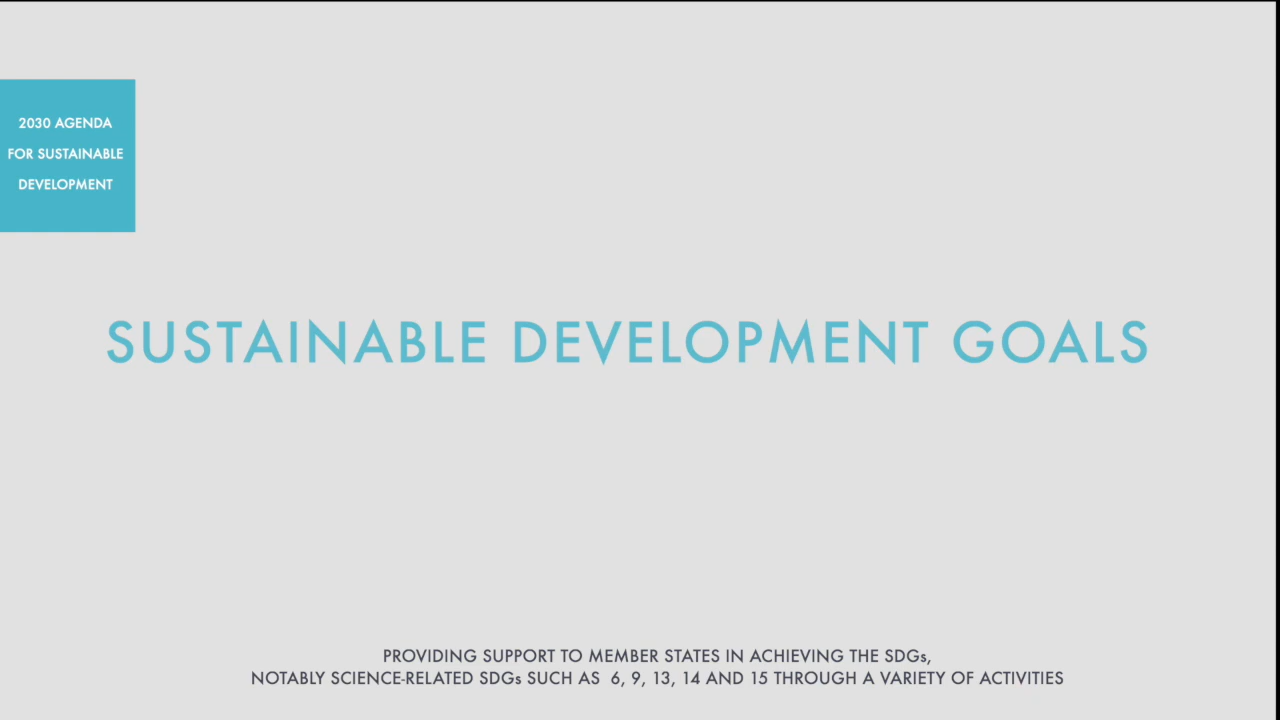 2030 AGENDA
FOR SUSTAINABLE
DEVELOPMENT
SUSTAINABLE DEVELOPMENT GOALS
PROVIDING SUPPORT TO MEMBER STATES IN ACHIEVING THE SDGs,
NOTABLY SCIENCE-RELATED SDGs SUCH AS  6, 9, 13, 14 AND 15 THROUGH A VARIETY OF ACTIVITIES